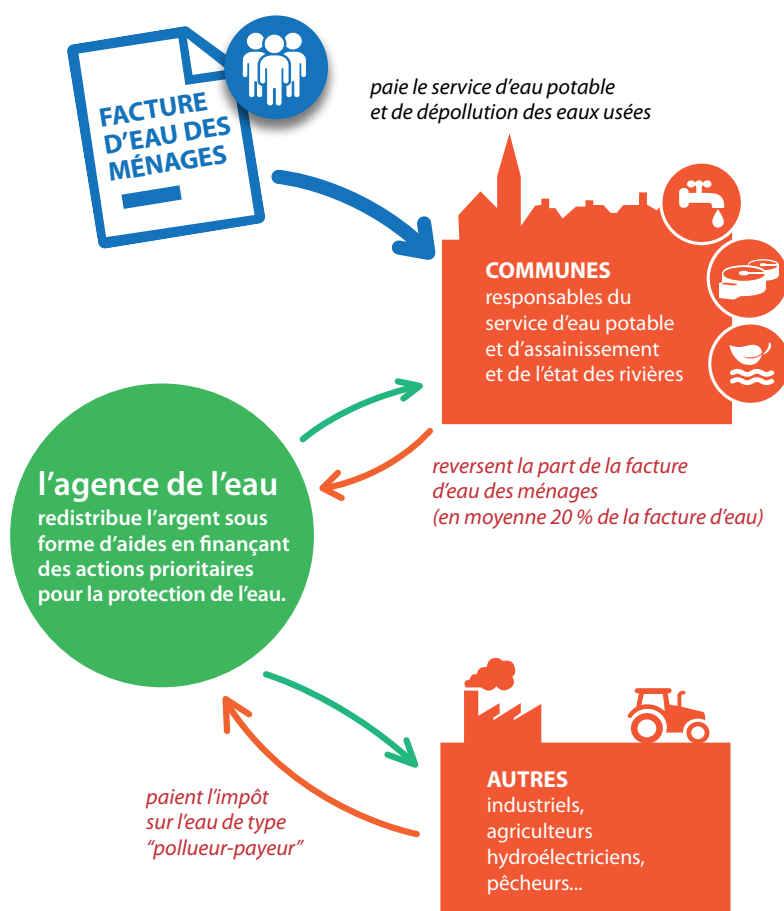 FACTURE
D'EAU DES
MÉNAGES
paie le service d'eau potable
et de dépollution des eaux usées
COMMUNES
responsables du
service d'eau potable
et d'assainissement
et de l'état des rivières
l'agence de l'eau
redistribue l'argent sous
forme d'aides en finançant
des actions prioritaires
pour la protection de l'eau.
reversent la part de la facture
d'eau des ménages
(en moyenne 20 % de la facture d'eau)
paient l'impôt
sur l'eau de type
“pollueur-payeur”
AUTRES
industriels,
agriculteurs
hydroélectriciens,
pêcheurs...